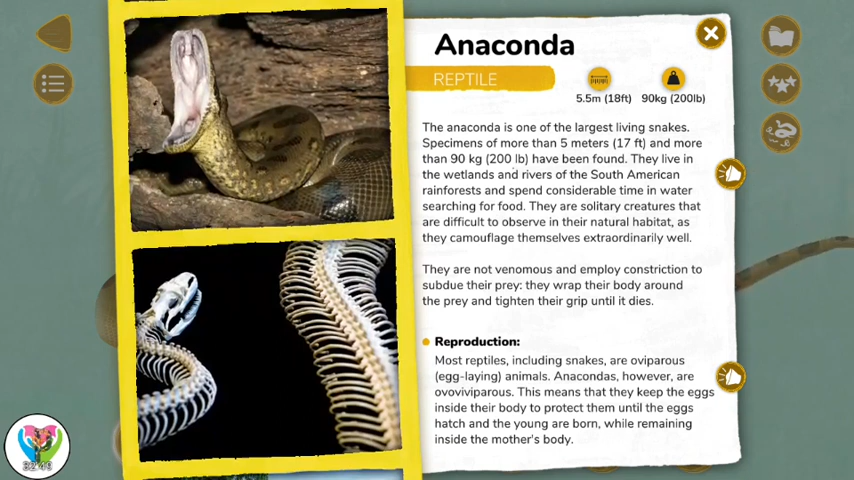 Anaconda
REPTILE
5.5m (18ft) 90kg (200lb)
The anaconda is one of the largest living snakes.
Specimens of more than 5 meters (17 ft) and more
than 90 kg (200 lb) have been found. They live in
the wetlands and rivers of the South American
rainforests and spend considerable time in water
searching for food. They are solitary creatures that
are difficult to observe in their natural habitat, as
they camouflage themselves extraordinarily well.
They are not venomous and employ constriction to
subdue their prey: they wrap their body around
the prey and tighten their grip until it dies.
Reproduction:
Most reptiles, including snakes, are oviparous
(egg-laying) animals. Anacondas, however, are
ovoviviparous. This means that they keep the eggs
inside their body to protect them until the eggs
hatch and the young are born, while remaining
inside the mother's body.